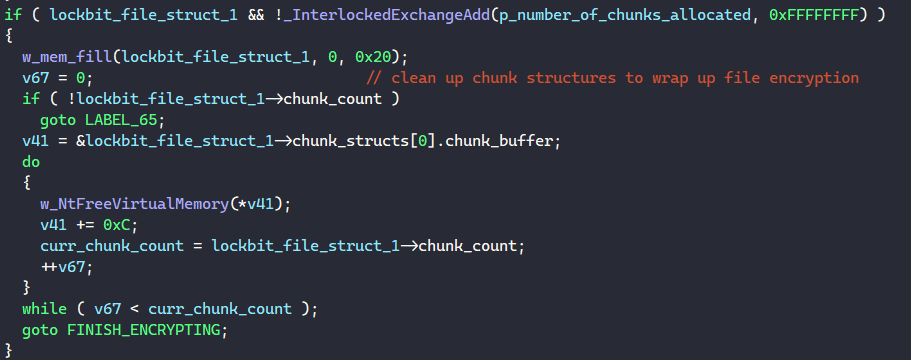 if ( lockbit_file_struct_1 && !_InterlockedExchangeAdd(p_number_of_chunks_allocated, 0xFFFFFFFF) )
{
w_mem_fill(lockbit_file_struct_1, 0, 0x20);
v67 = 0; // clean up chunk structures to wrap up file encryption
if ( !lockbit_file_struct_1->chunk_count )
goto LABEL_65;
v41 = &lockbit_file_struct_1->chunk_structs[0].chunk_buffer;
do
{
w_NtFreeVirtualMemory(*v41);
v41 += 0xC;
curr_chunk_count = lockbit_file_struct_1->chunk_count;
++v67;
}
while ( v67 < curr_chunk_count );
goto FINISH_ENCRYPTING;
}